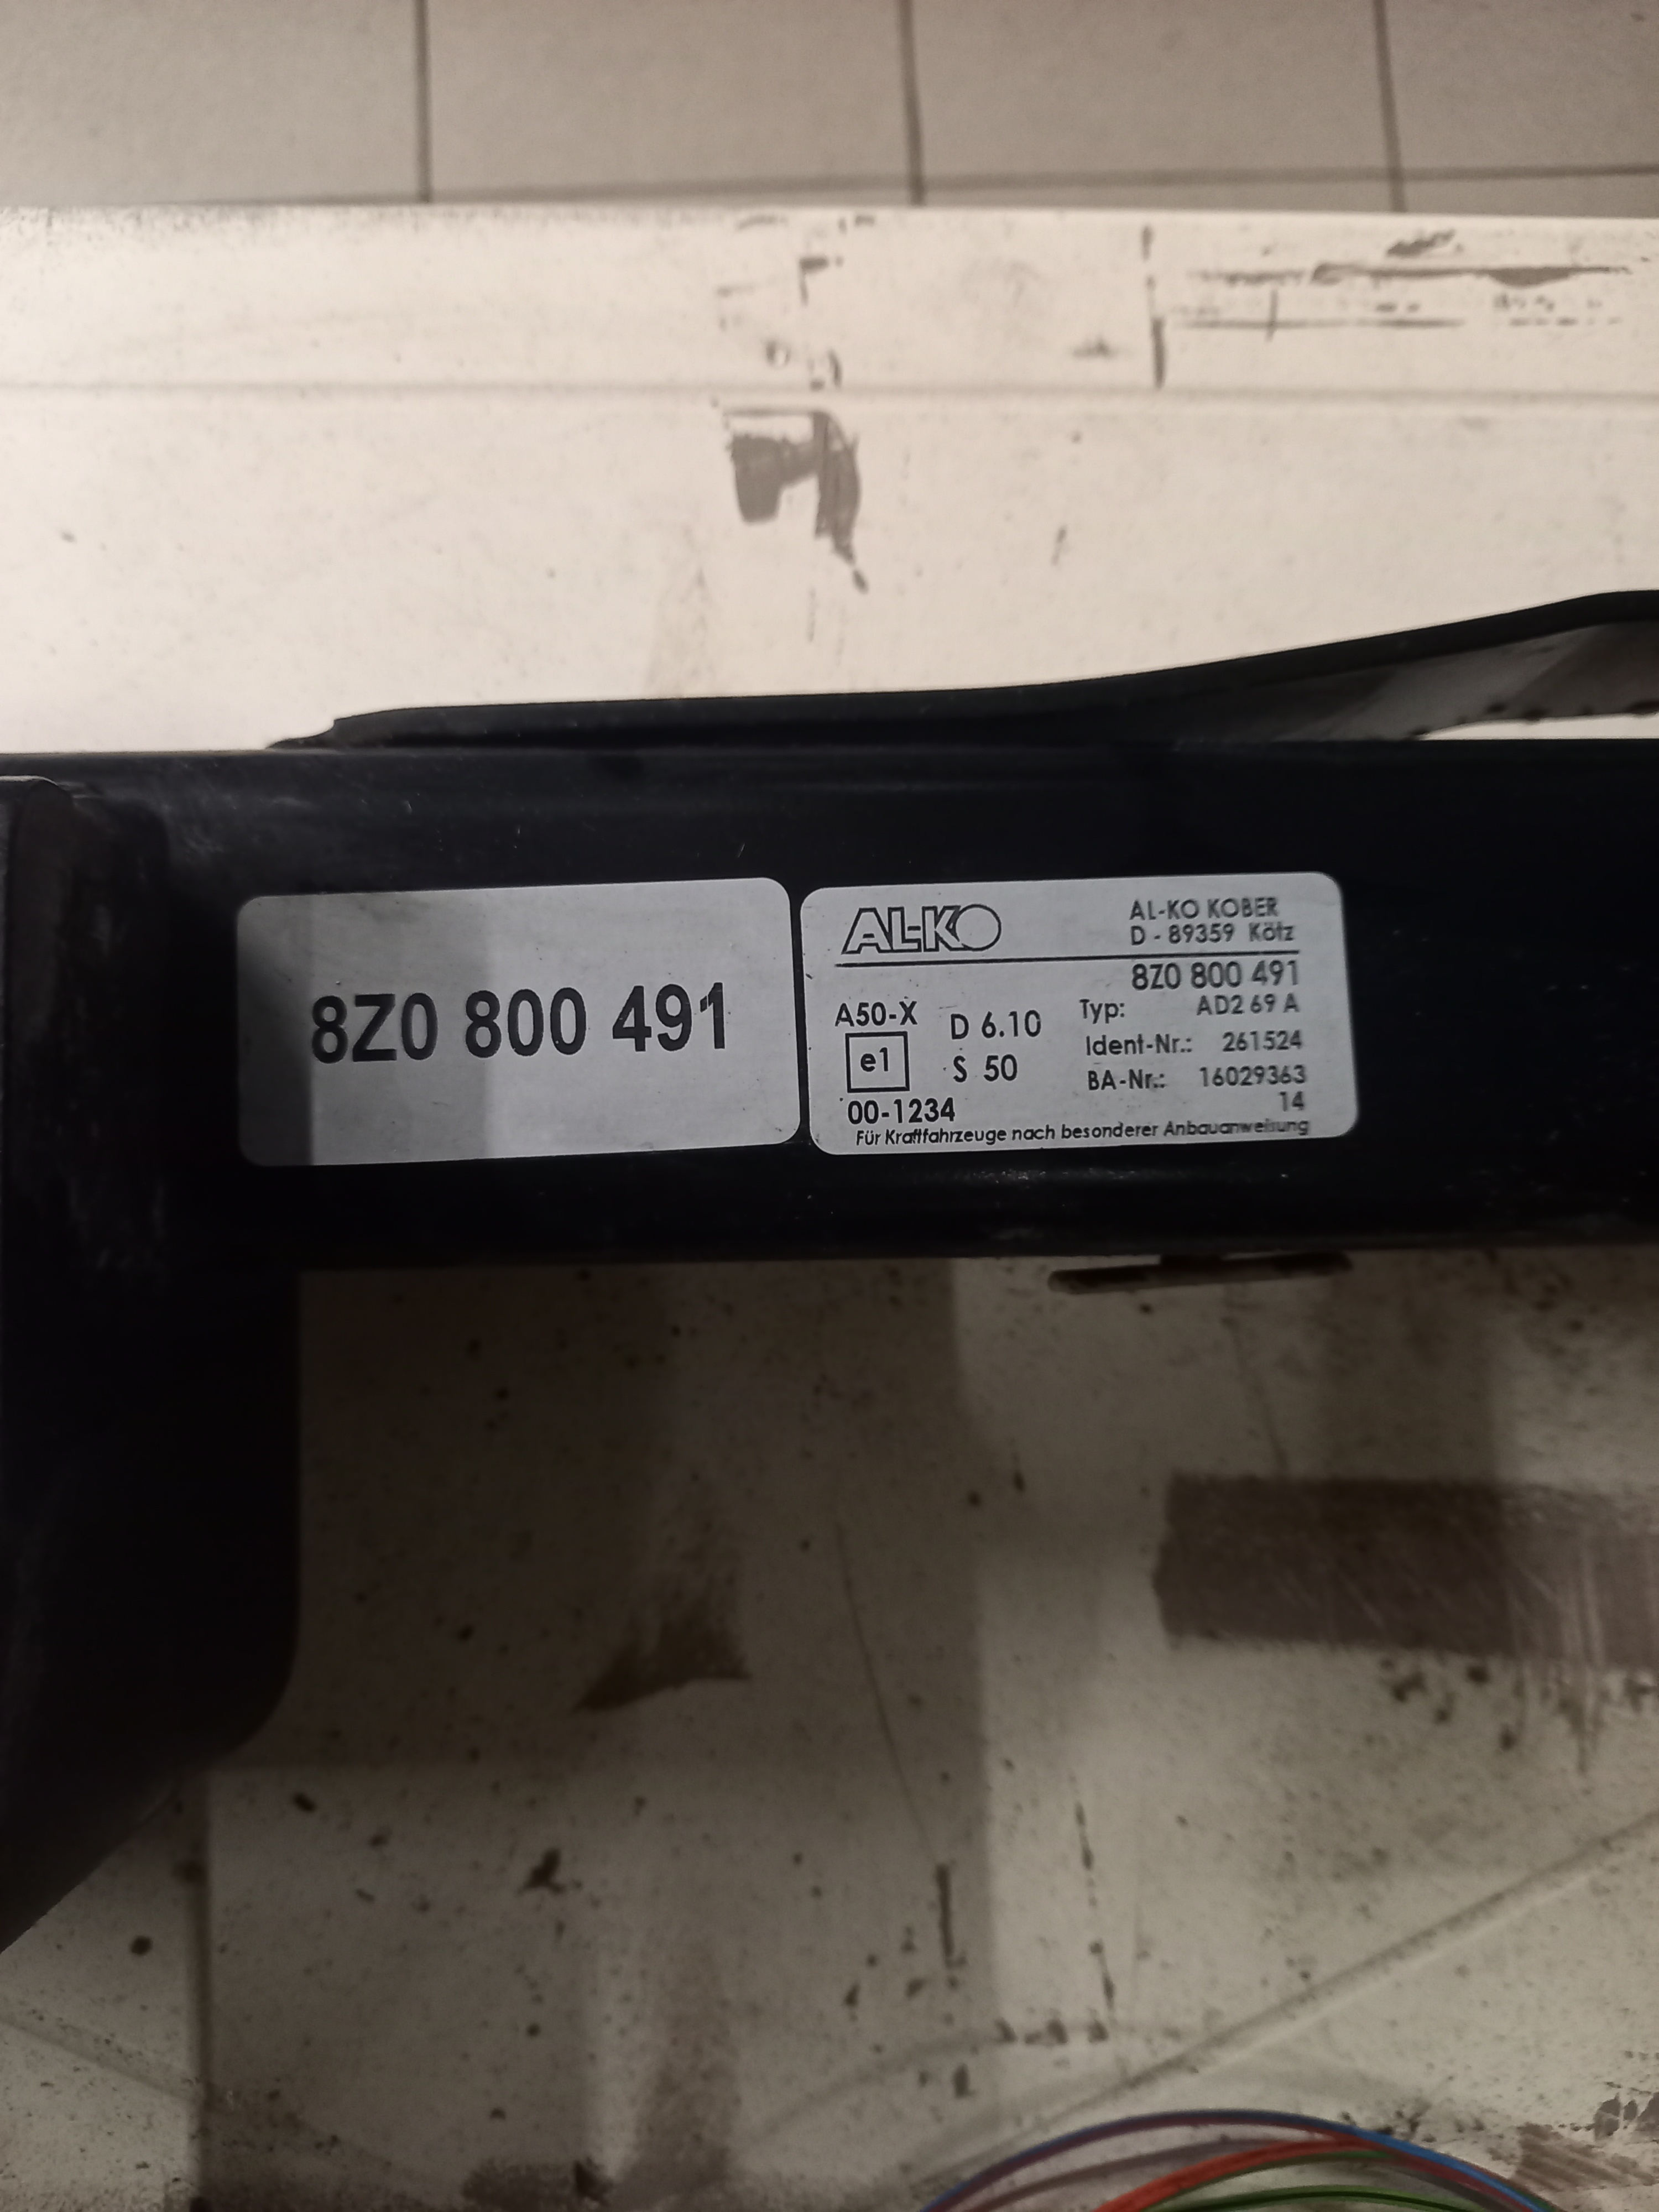 8Z0 800 491
AL-KO
AL-KO KOBER
D - 89359 Kötz
8Z0 800 491
A50-X
D 6.10
Typ: AD2 69 A
e1
S 50
Ident-Nr.: 261524
BA-Nr.: 16029363
00-1234
14
Für Kraftfahrzeuge nach besonderer Anbauanweisung